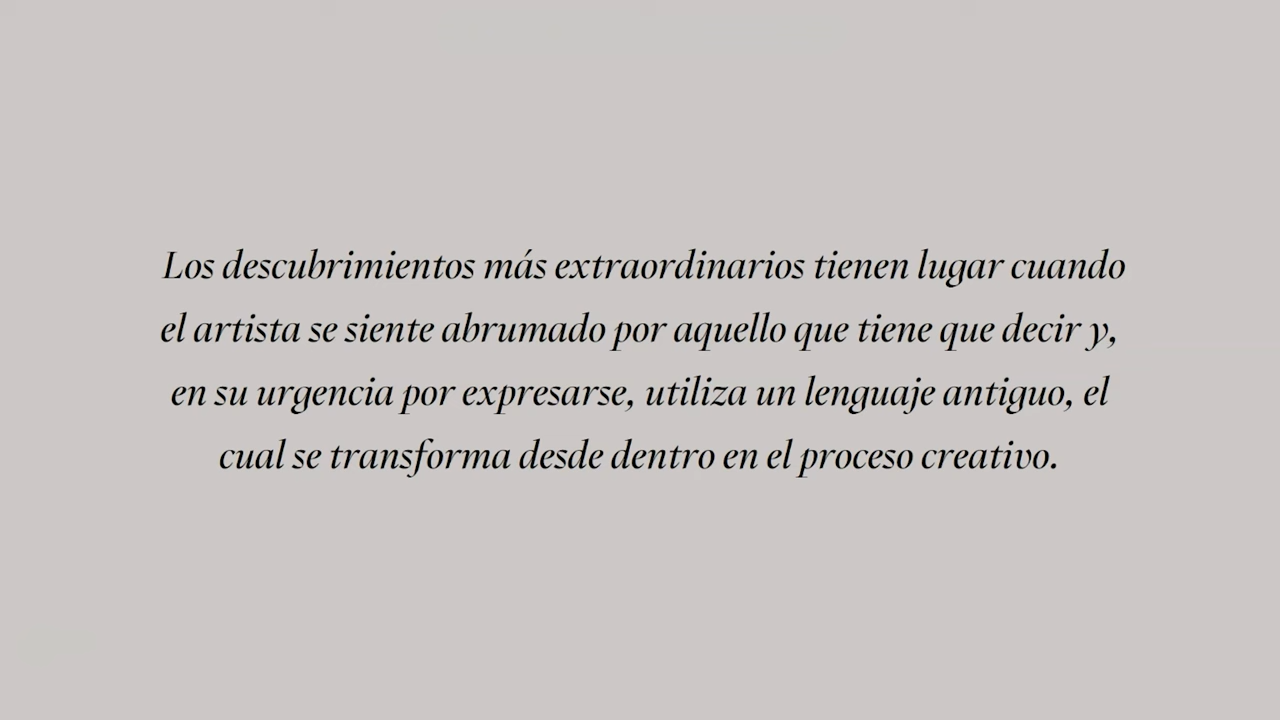 Los descubrimientos más extraordinarios tienen lugar cuando
el artista se siente abrumado por aquello que tiene que decir y,
en su urgencia por expresarse, utiliza un lenguaje antiguo, el
cual se transforma desde dentro en el proceso creativo.